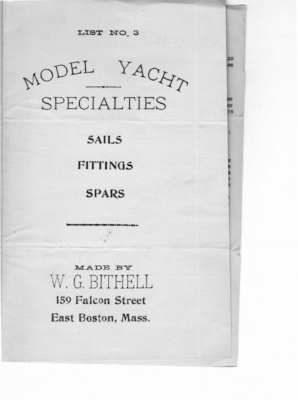 LIST NO. 3
MODEL YACHT
SPECIALTIES
SAILS
FITTINGS
SPARS
MADE BY
W. G. BITHELL
159 Falcon Street
East Boston, Mass.